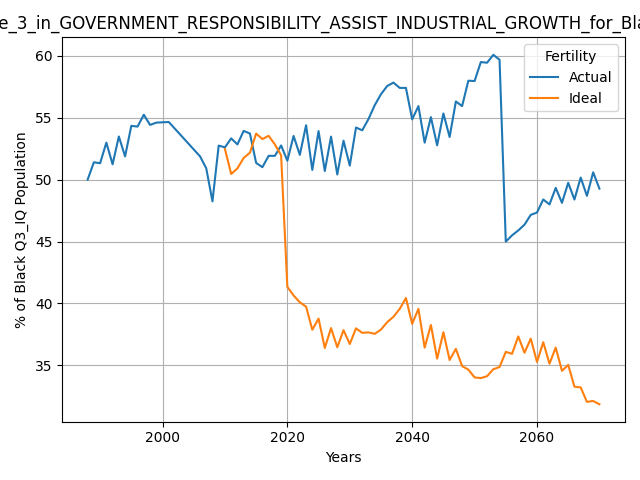 e_3_in_GOVERNMENT_RESPONSIBILITY_ASSIST_INDUSTRIAL_GROWTH_for_Bla
Fertility
Actual
Ideal
% of Black Q3_IQ Population
60
55
50
45
40
35
2000
2020
2040
2060
Years